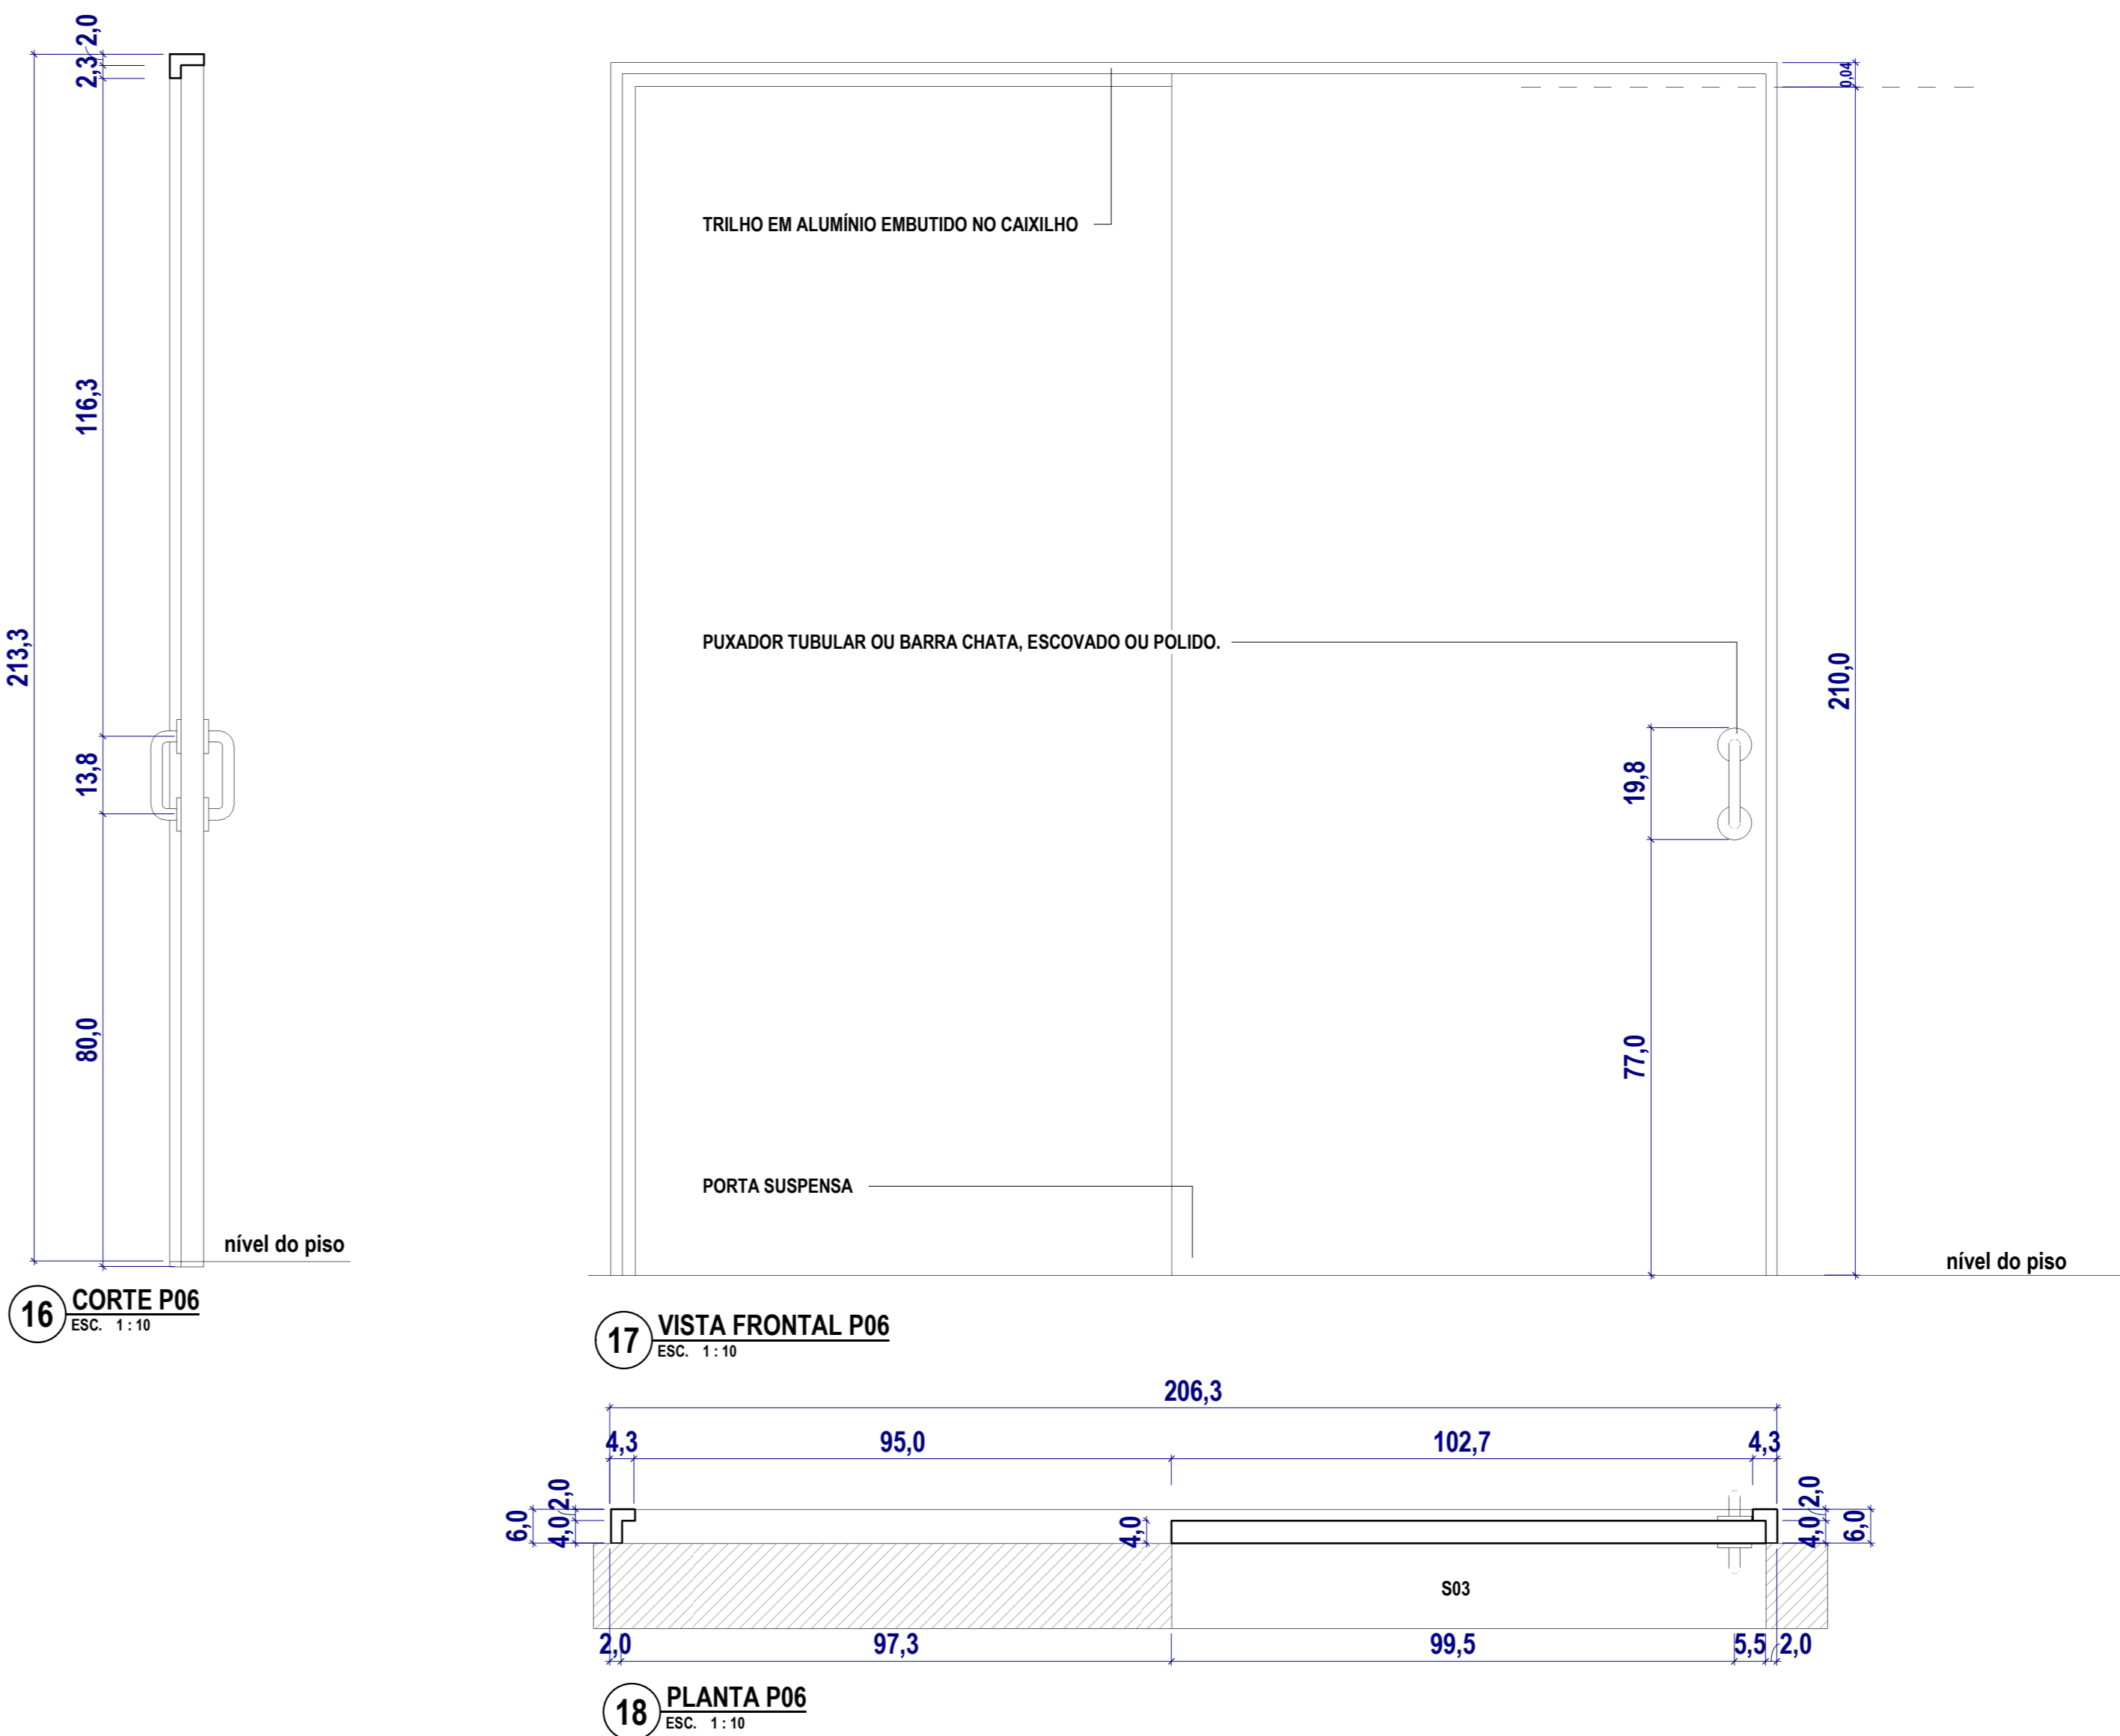 2,0
2,3
116,3
213,3
13,8
80,0
nível do piso
16 CORTE P06
ESC. 1 : 10
0,04
TRILHO EM ALUMÍNIO EMBUTIDO NO CAIXILHO
PUXADOR TUBULAR OU BARRA CHATA, ESCOVADO OU POLIDO.
210,0
19,8
77,0
PORTA SUSPENSA
nível do piso
17 VISTA FRONTAL P06
ESC. 1 : 10
206,3
4,3 95,0 102,7 4,3
6,0 4,0 2,0 4,0 2,0 4,0 6,0
S03
2,0 97,3 99,5 5,5 2,0
18 PLANTA P06
ESC. 1 : 10